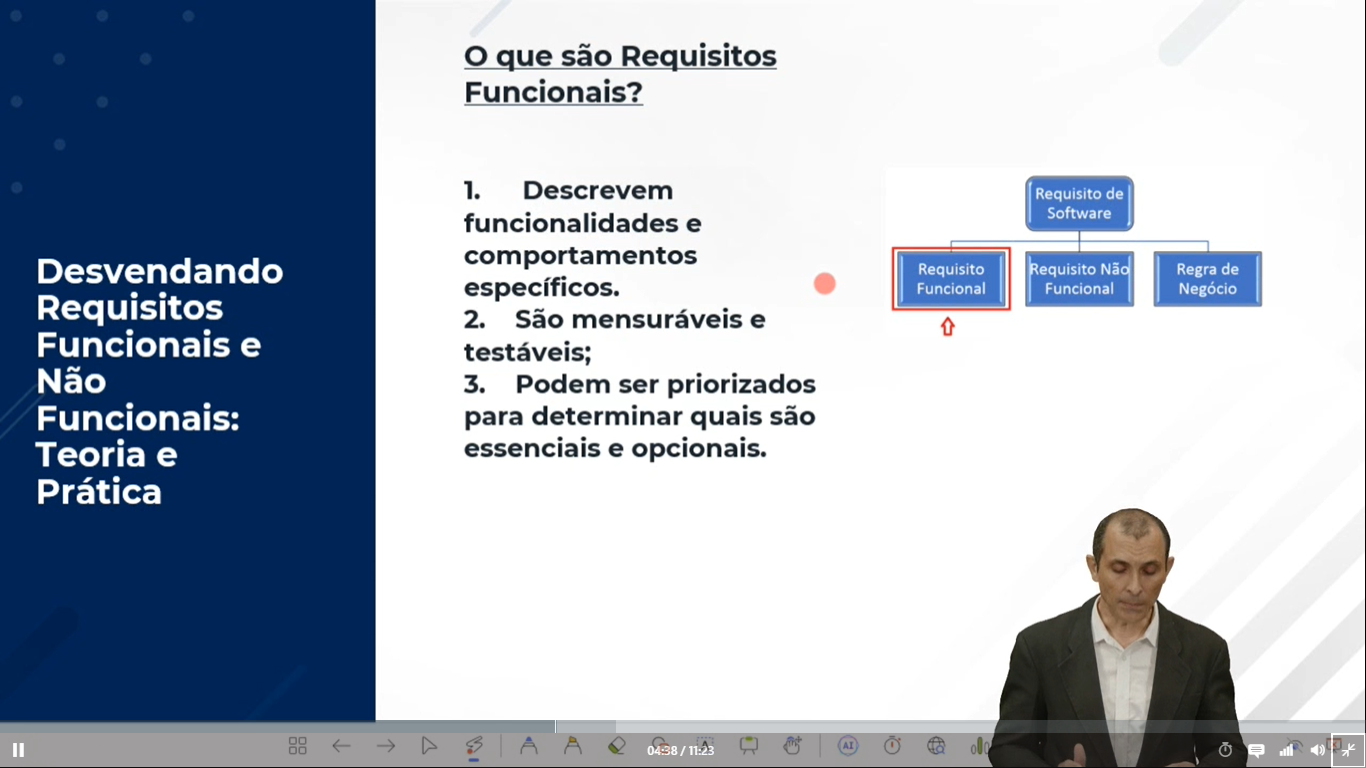 Desvendando
Requisitos
Funcionais e
Não
Funcionais:
Teoria e
Prática
O que são Requisitos
Funcionais?
1. Descrevem
funcionalidades e
comportamentos
específicos.
2. São mensuráveis e
testáveis;
3. Podem ser priorizados
para determinar quais são
essenciais e opcionais.
Requisito de
Software
Requisito
Funcional
Requisito Não
Funcional
Regra de
Negócio
04:38 / 11:23
AI